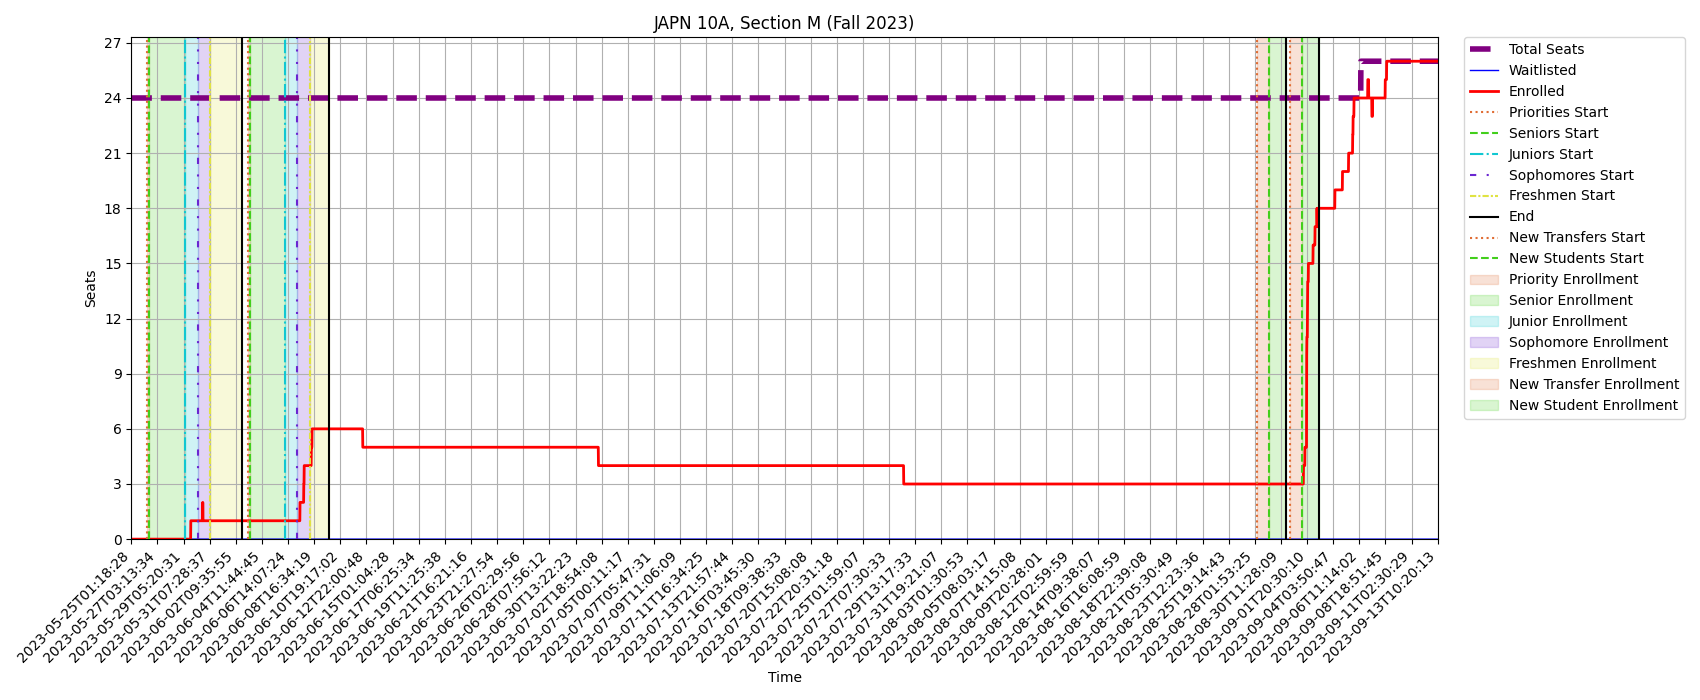 JAPN 10A, Section M (Fall 2023)
27
24
21
18
15
12
9
6
3
0
Seats
2023-05-25T01:18:28
2023-05-27T03:13:34
2023-05-29T05:20:31
2023-05-31T07:28:37
2023-06-02T09:35:55
2023-06-04T11:44:45
2023-06-06T14:07:24
2023-06-08T16:34:19
2023-06-10T19:17:02
2023-06-12T22:00:48
2023-06-15T01:04:28
2023-06-17T06:25:34
2023-06-19T11:25:38
2023-06-21T16:21:16
2023-06-23T21:27:54
2023-06-26T02:29:56
2023-06-28T07:56:12
2023-06-30T13:22:23
2023-07-02T18:54:08
2023-07-05T00:11:17
2023-07-07T05:47:31
2023-07-09T11:06:09
2023-07-11T16:34:25
2023-07-13T21:57:44
2023-07-16T03:45:30
2023-07-18T09:38:33
2023-07-20T15:08:08
2023-07-22T20:31:18
2023-07-25T01:59:07
2023-07-27T07:30:33
2023-07-29T13:17:33
2023-07-31T19:21:07
2023-08-03T01:30:53
2023-08-05T08:03:17
2023-08-07T14:15:08
2023-08-09T20:28:01
2023-08-12T02:59:59
2023-08-14T09:38:07
2023-08-16T16:08:59
2023-08-18T22:39:08
2023-08-21T05:30:49
2023-08-23T12:23:36
2023-08-25T19:14:43
2023-08-28T01:53:25
2023-08-30T11:28:09
2023-09-01T20:30:10
2023-09-04T03:50:47
2023-09-06T11:14:02
2023-09-08T18:51:45
2023-09-11T02:30:29
2023-09-13T10:20:13
Time
Total Seats
Waitlisted
Enrolled
Priorities Start
Seniors Start
Juniors Start
Sophomores Start
Freshmen Start
End
New Transfers Start
New Students Start
Priority Enrollment
Senior Enrollment
Junior Enrollment
Sophomore Enrollment
Freshmen Enrollment
New Transfer Enrollment
New Student Enrollment